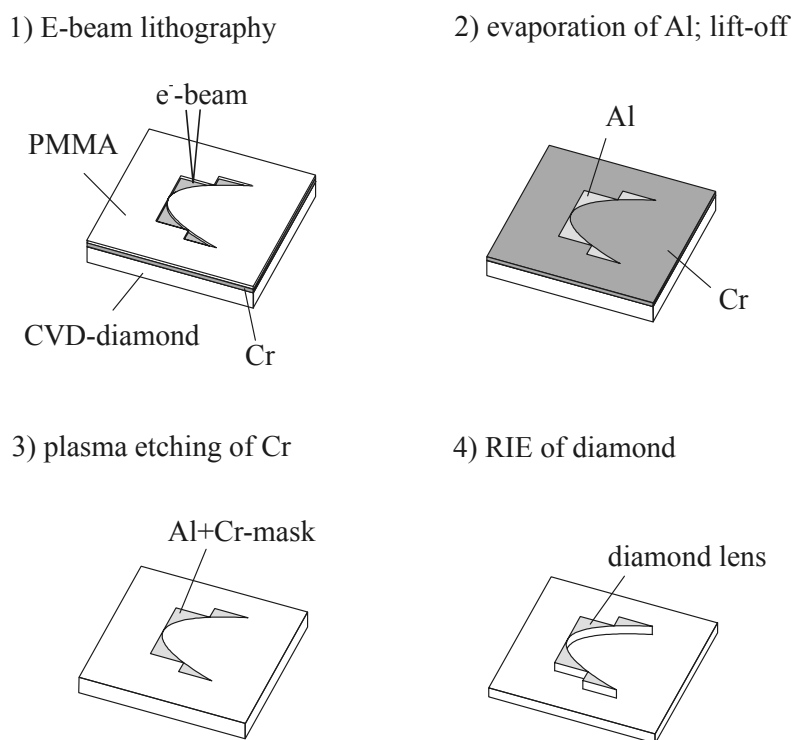 1) E-beam lithography
e⁻-beam
PMMA
CVD-diamond
Cr
2) evaporation of Al; lift-off
Al
Cr
3) plasma etching of Cr
Al+Cr-mask
4) RIE of diamond
diamond lens